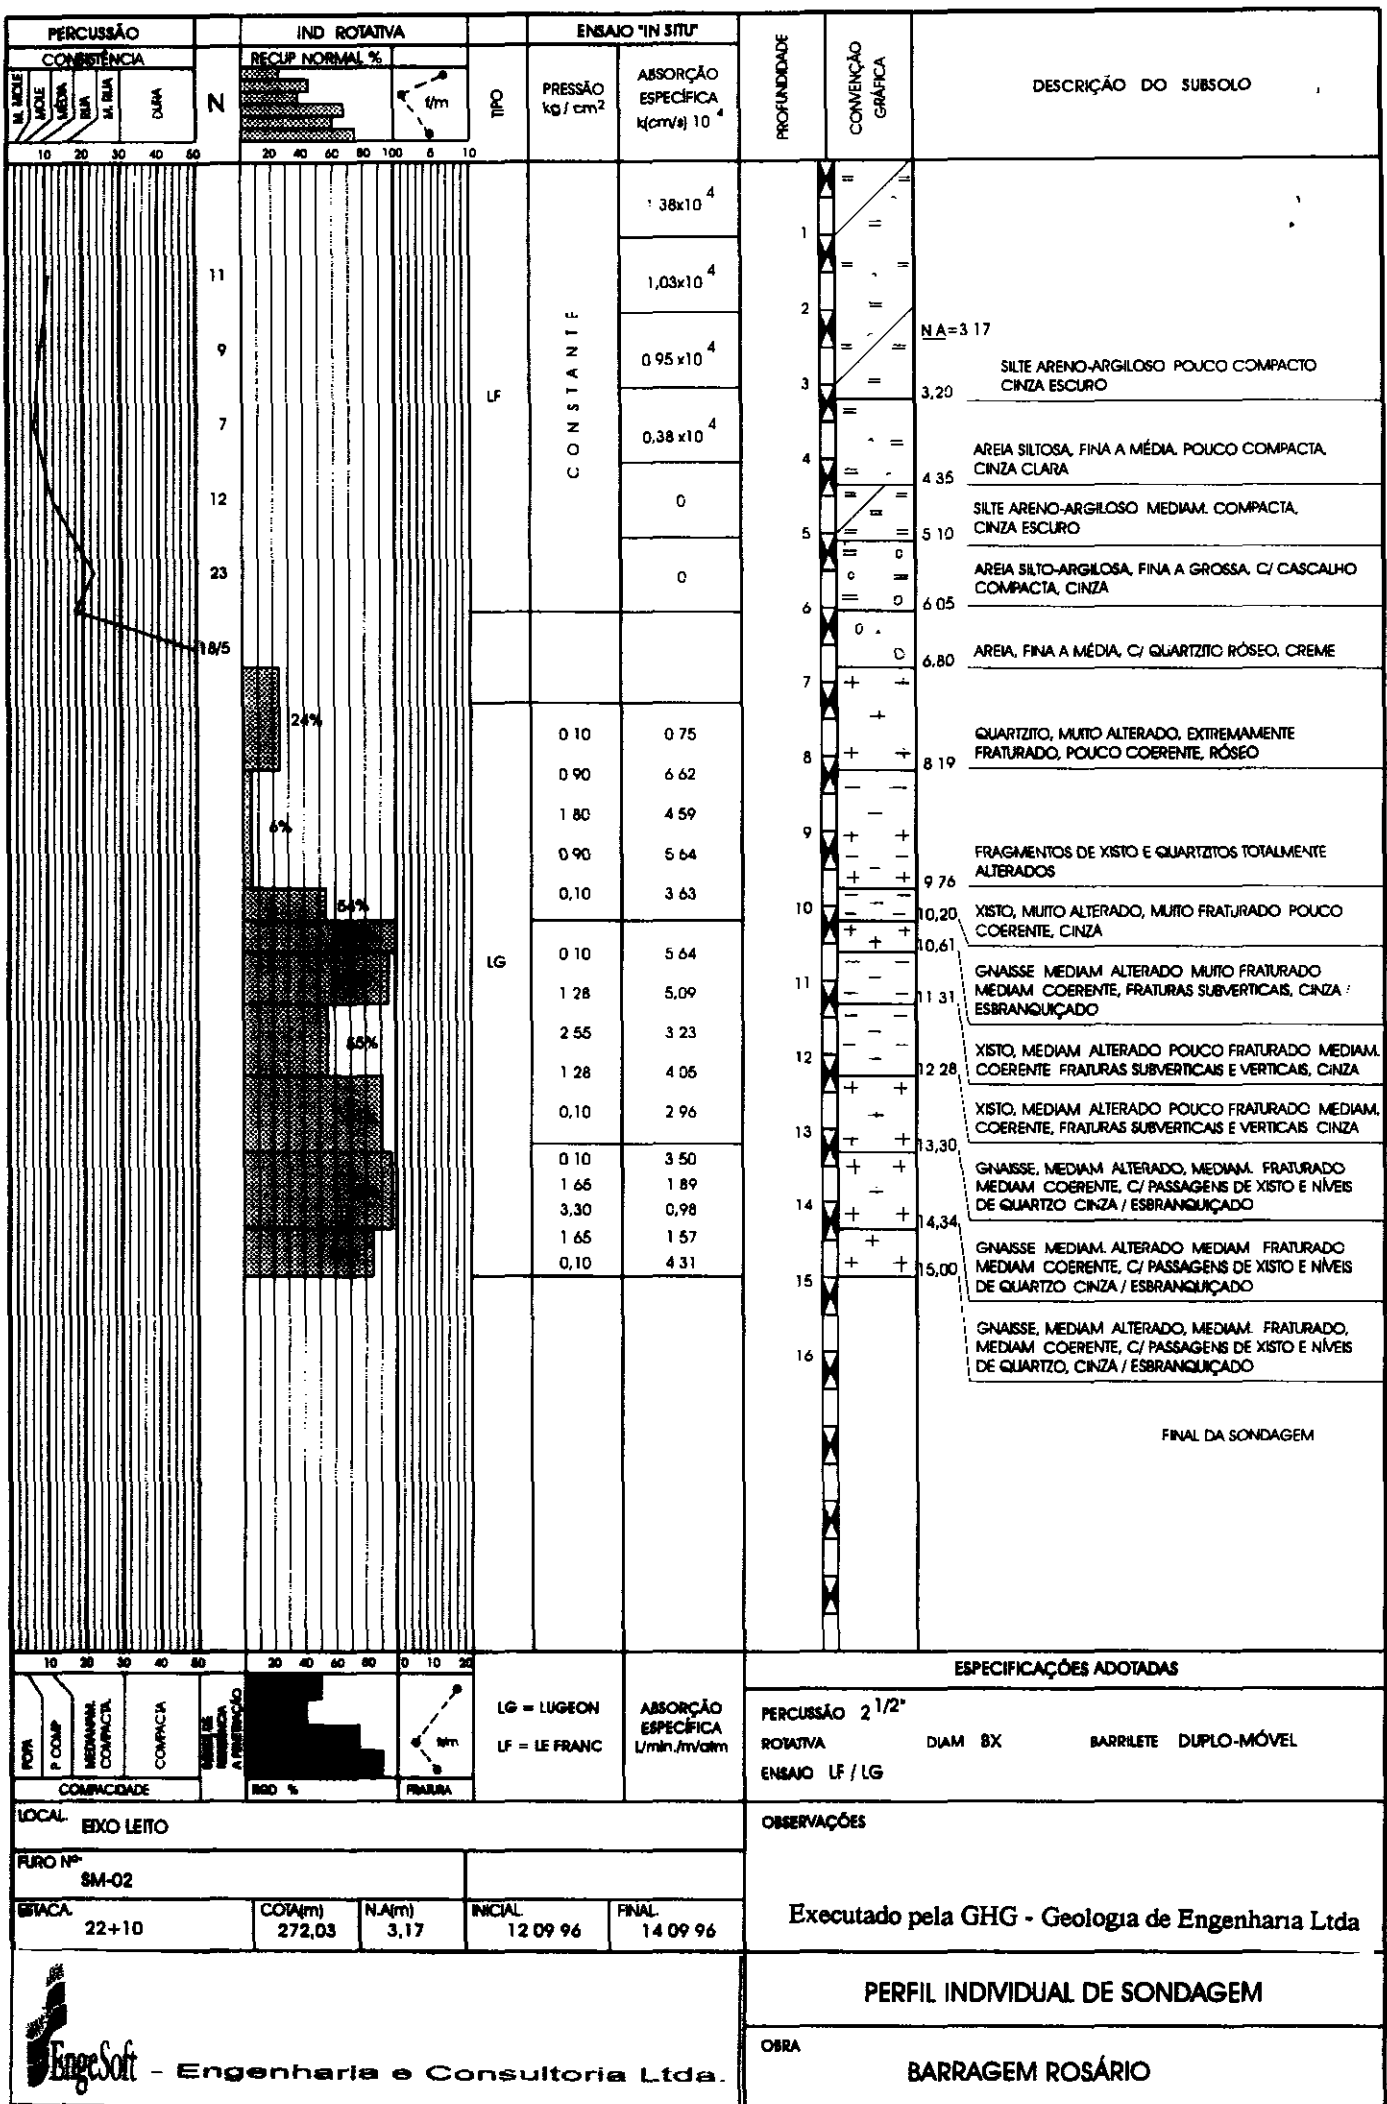 PERCUSSÃO
IND ROTATIVA
ENSAIO "IN SITU"
CONSISTÊNCIA
RECUP NORMAL %
M. MOLE
MOLE
MÉDIA
RIJA
M. RIJA
DURA
N
f/m
TIPO
PRESSÃO
kg / cm²
ABSORÇÃO
ESPECÍFICA
k(cm/s) 10 4
PROFUNDIDADE
CONVENÇÃO
GRÁFICA
DESCRIÇÃO DO SUBSOLO
10 20 30 40 50
20 40 60 80 100 5 10
11
9
7
12
23
18/5
24%
6%
54%
55%
LF
CONSTANTE
1 38x10 4
1,03x10 4
0 95x10 4
0,38 x10 4
0
0
LG
0 10 0 75
0 90 6 62
1 80 4 59
0 90 5 64
0,10 3 63
0 10 5 64
1 28 5,09
2 55 3 23
1 28 4 05
0,10 2 96
0 10 3 50
1 65 1 89
3,30 0,98
1 65 1 57
0,10 4 31
1
2
3
4
5
6
7
8
9
10
11
12
13
14
15
16
N A=3 17
3,20
SILTE ARENO-ARGILOSO POUCO COMPACTO
CINZA ESCURO
4 35
AREIA SILTOSA, FINA A MÉDIA, POUCO COMPACTA,
CINZA CLARA
5 10
SILTE ARENO-ARGILOSO MEDIAM. COMPACTA,
CINZA ESCURO
6 05
AREIA SILTO-ARGILOSA, FINA A GROSSA, C/ CASCALHO
COMPACTA, CINZA
6,80
AREIA, FINA A MÉDIA, C/ QUARTZITO RÓSEO, CREME
8 19
QUARTZITO, MUITO ALTERADO, EXTREMAMENTE
FRATURADO, POUCO COERENTE, RÓSEO
9 76
FRAGMENTOS DE XISTO E QUARTZITOS TOTALMENTE
ALTERADOS
10,20
XISTO, MUITO ALTERADO, MUITO FRATURADO POUCO
COERENTE, CINZA
10,61
GNAISSE MEDIAM ALTERADO MUITO FRATURADO
MEDIAM COERENTE, FRATURAS SUBVERTICAIS, CINZA /
ESBRANQUIÇADO
11 31
XISTO, MEDIAM ALTERADO POUCO FRATURADO MEDIAM.
COERENTE FRATURAS SUBVERTICAIS E VERTICAIS, CINZA
12 28
XISTO, MEDIAM ALTERADO POUCO FRATURADO MEDIAM,
COERENTE, FRATURAS SUBVERTICAIS E VERTICAIS CINZA
13,30
GNAISSE, MEDIAM ALTERADO, MEDIAM. FRATURADO
MEDIAM COERENTE, C/ PASSAGENS DE XISTO E NÍVEIS
DE QUARTZO CINZA / ESBRANQUIÇADO
14,34
GNAISSE MEDIAM. ALTERADO MEDIAM FRATURADO
MEDIAM COERENTE, C/ PASSAGENS DE XISTO E NÍVEIS
DE QUARTZO CINZA / ESBRANQUIÇADO
15,00
GNAISSE, MEDIAM ALTERADO, MEDIAM. FRATURADO,
MEDIAM COERENTE, C/ PASSAGENS DE XISTO E NÍVEIS
DE QUARTZO, CINZA / ESBRANQUIÇADO
FINAL DA SONDAGEM
10 20 30 40 50
20 40 60 80 0 10 20
FOFA
P COMP
MEDIANAM.
COMPACTA.
COMPACTA
A PENETRAÇÃO
COMPACIDADE
RQD %
FRATURA
LG = LUGEON
LF = LE FRANC
ABSORÇÃO
ESPECÍFICA
L/min./m/atm
ESPECIFICAÇÕES ADOTADAS
PERCUSSÃO 2 1/2"
ROTATIVA DIAM BX BARRILETE DUPLO-MÓVEL
ENSAIO LF / LG
LOCAL.
EIXO LEITO
OBSERVAÇÕES
FURO Nº
SM-02
ESTACA.
22+10
COTA(m)
272,03
N.A(m)
3,17
INICIAL.
12 09 96
FINAL.
14 09 96
Executado pela GHG - Geologia de Engenharia Ltda
PERFIL INDIVIDUAL DE SONDAGEM
EngeSoft - Engenharia e Consultoria Ltda.
OBRA
BARRAGEM ROSÁRIO